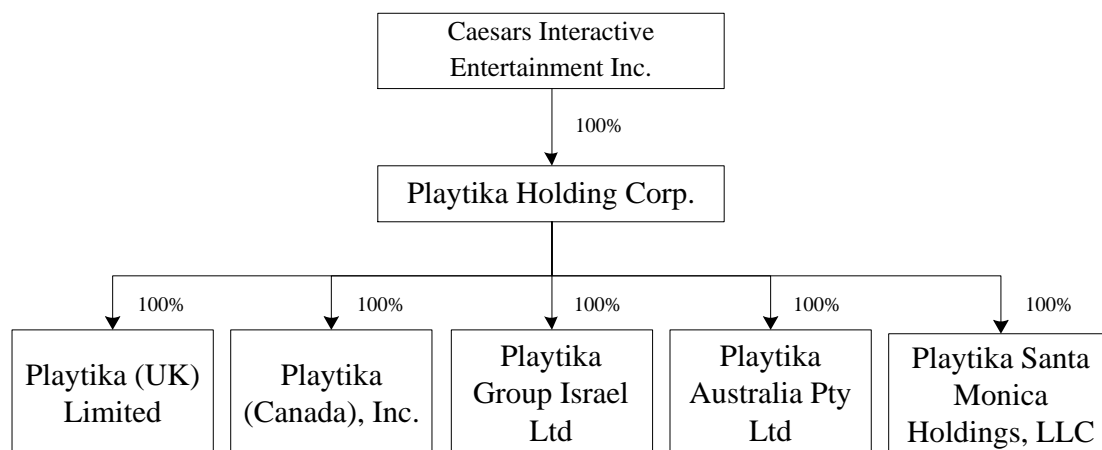 Caesars Interactive
Entertainment Inc.
100%
Playtika Holding Corp.
100%
100%
100%
100%
100%
Playtika (UK)
Limited
Playtika
(Canada), Inc.
Playtika
Group Israel
Ltd
Playtika
Australia Pty
Ltd
Playtika Santa
Monica
Holdings, LLC